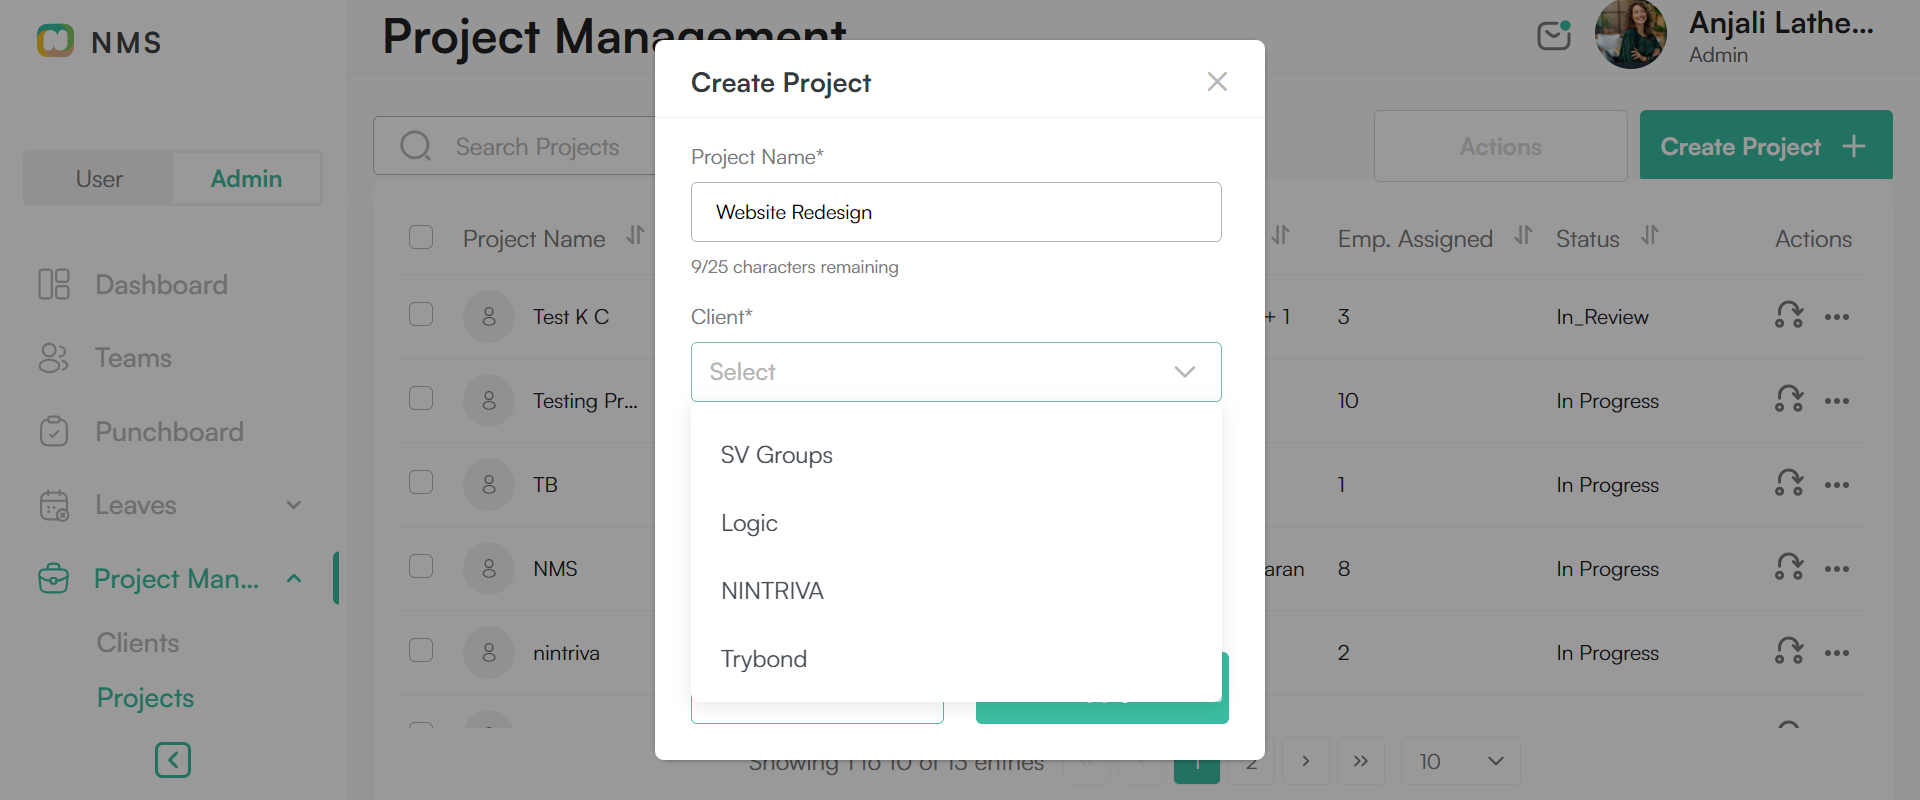 NMS
Project Management
Anjali Lathe...
Admin
User
Admin
Search Projects
Actions
Create Project
Project Name
Emp. Assigned
Status
Actions
Dashboard
Teams
Punchboard
Leaves
Project Man...
Clients
Projects
Test K C
+ 1
3
In_Review
Testing Pr...
10
In Progress
TB
1
In Progress
NMS
aran
8
In Progress
nintriva
2
In Progress
Create Project
Project Name*
Website Redesign
9/25 characters remaining
Client*
Select
SV Groups
Logic
NINTRIVA
Trybond
Showing 1 to 10 of 13 entries
1
2
10